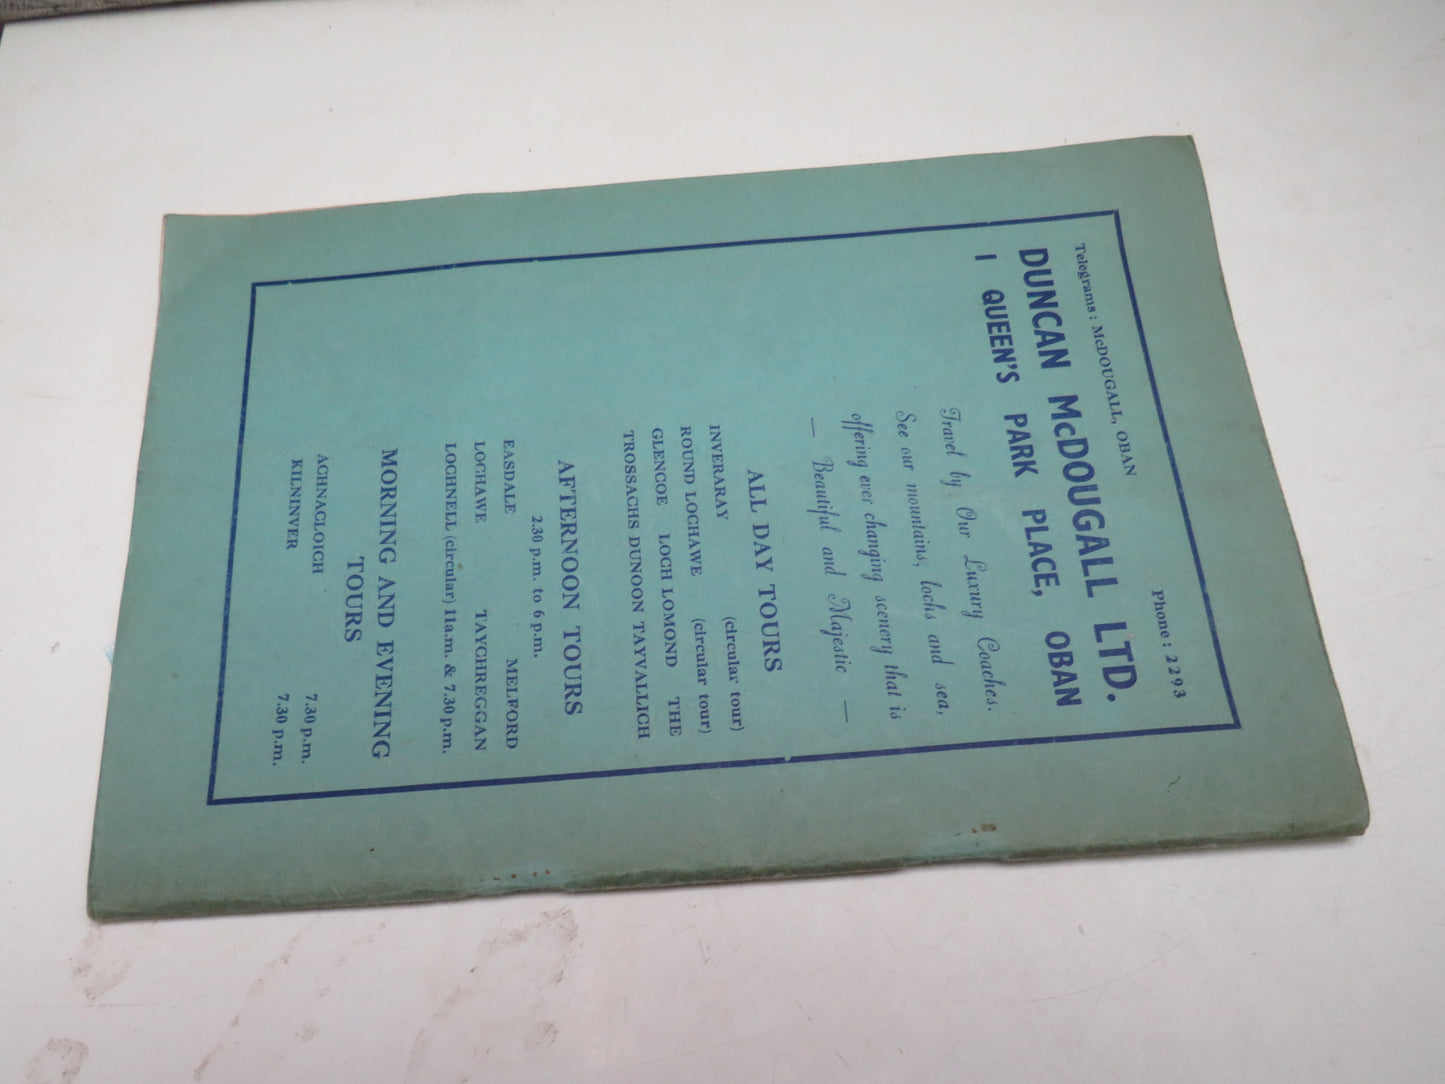 Telegrams: McDOUGALL, OBAN Phone: 2293
DUNCAN McDOUGALL LTD.
1 QUEEN'S PARK PLACE, OBAN
Travel by Our Luxury Coaches.
See our mountains, lochs and sea,
offering ever changing scenery that is
— Beautiful and Majestic —
ALL DAY TOURS
INVERARAY (circular tour)
ROUND LOCHAWE (circular tour)
GLENCOE LOCH LOMOND THE
TROSSACHS DUNOON TAYVALLICH
AFTERNOON TOURS
2.30 p.m. to 6 p.m.
EASDALE MELFORD
LOCHAWE TAYCHREGGAN
LOCHNELL (circular) 11a.m. & 7.30p.m.
MORNING AND EVENING
TOURS
ACHNACLOICH 7.30 p.m.
KILNINVER 7.30 p.m.